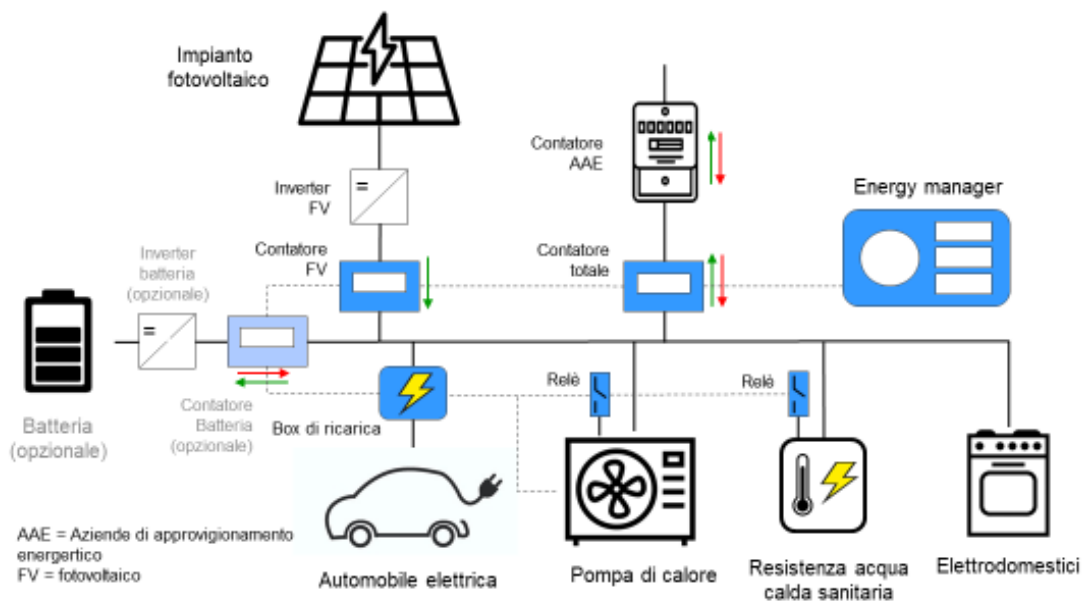 Impianto
fotovoltaico
Contatore
AAE
Energy manager
Inverter
FV
Contatore
FV
Contatore
totale
Inverter
batteria
(opzionale)
Batteria
(opzionale)
Contatore
Batteria
(opzionale)
Box di ricarica
Relè
Relè
AAE = Aziende di approvigionamento
energertico
FV = fotovoltaico
Automobile elettrica
Pompa di calore
Resistenza acqua
calda sanitaria
Elettrodomestici